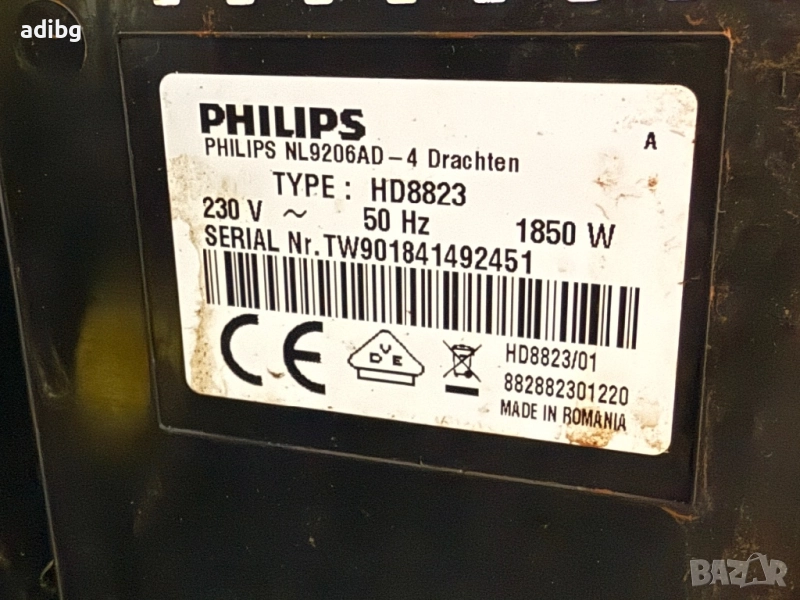 adibg
PHILIPS
A
PHILIPS NL9206AD-4 Drachten
TYPE : HD8823
230 V ~ 50 Hz 1850 W
SERIAL Nr. TW901841492451
CE
V
D E
HD8823/01
882882301220
MADE IN ROMANIA
BAZAR